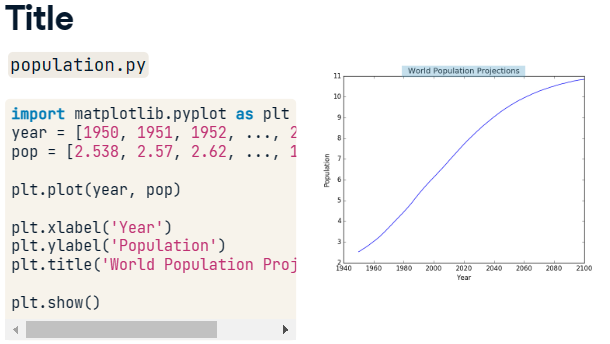 Title
population.py
import matplotlib.pyplot as plt
year = [1950, 1951, 1952, ..., 2
pop = [2.538, 2.57, 2.62, ..., 1
plt.plot(year, pop)
plt.xlabel('Year')
plt.ylabel('Population')
plt.title('World Population Proj
plt.show()
World Population Projections
11
10
9
8
7
6
5
4
3
2
Population
1940 1960 1980 2000 2020 2040 2060 2080 2100
Year